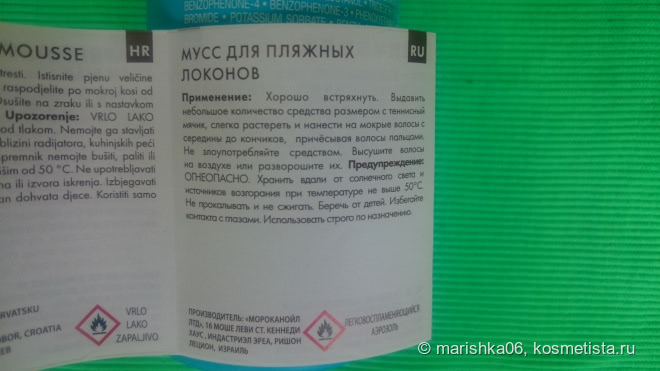 BENZOPHENONE-4 • BENZOPHENONE-3 •
BROMIDE • POTASSIUM SORBATE •
MOUSSE HR
tresti. Istisnite pjenu veličine
raspodjelite po mokroj kosi od
Osušite na zraku ili s nastavkom
Upozorenje: VRLO LAKO
pod tlakom. Nemojte ga stavljati
blizini radijatora, kuhinjskih peći
premnik nemojte bušiti, paliti ili
išim od 50 °C. Ne upotrebljavati
na ili izvora iskrenja. Izbjegavati
an dohvata djece. Koristiti samo
RVATSKU
OBOR, CROATIA
VRLO
LAKO
ZAPALJIVO
МУСС ДЛЯ ПЛЯЖНЫХ RU
ЛОКОНОВ
Применение: Хорошо встряхнуть. Выдавить
небольшое количество средства размером с теннисный
мячик, слегка растереть и нанести на мокрые волосы с
середины до кончиков, причёсывая волосы пальцами.
Не злоупотребляйте средством. Высушите волосы
на воздухе или разворошите их. Предупреждение:
ОГНЕОПАСНО. Хранить вдали от солнечного света и
источников возгорания при температуре не выше 50°C.
Не прокалывать и не сжигать. Беречь от детей. Избегайте
контакта с глазами. Использовать строго по назначению.
ПРОИЗВОДИТЕЛЬ: «МОРОКАНОЙЛ
ЛТД», 16 МОШЕ ЛЕВИ СТ. КЕННЕДИ
ХАУС , ИНДАСТРИЭЛ ЭРЕА, РИШОН
ЛЕЦИОН, ИЗРАИЛЬ
ЛЕГКОВОСПЛАМЕНЯЮЩИЙСЯ
АЭРОЗОЛЬ
© marishka06, kosmetista.ru